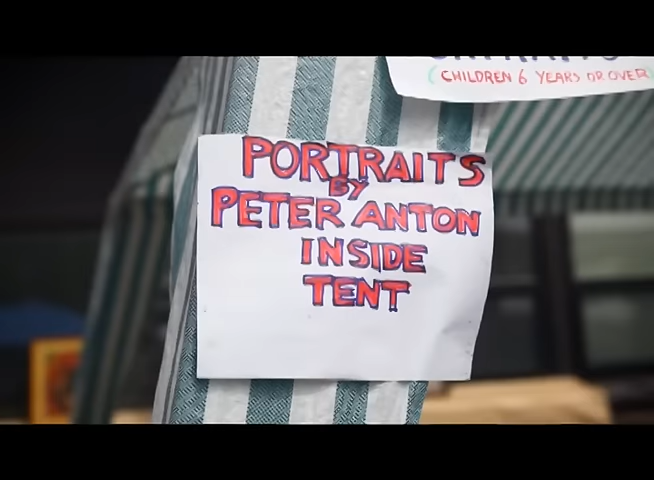 (CHILDREN 6 YEARS OR OVER
PORTRAITS
BY
PETER ANTON
INSIDE
TENT